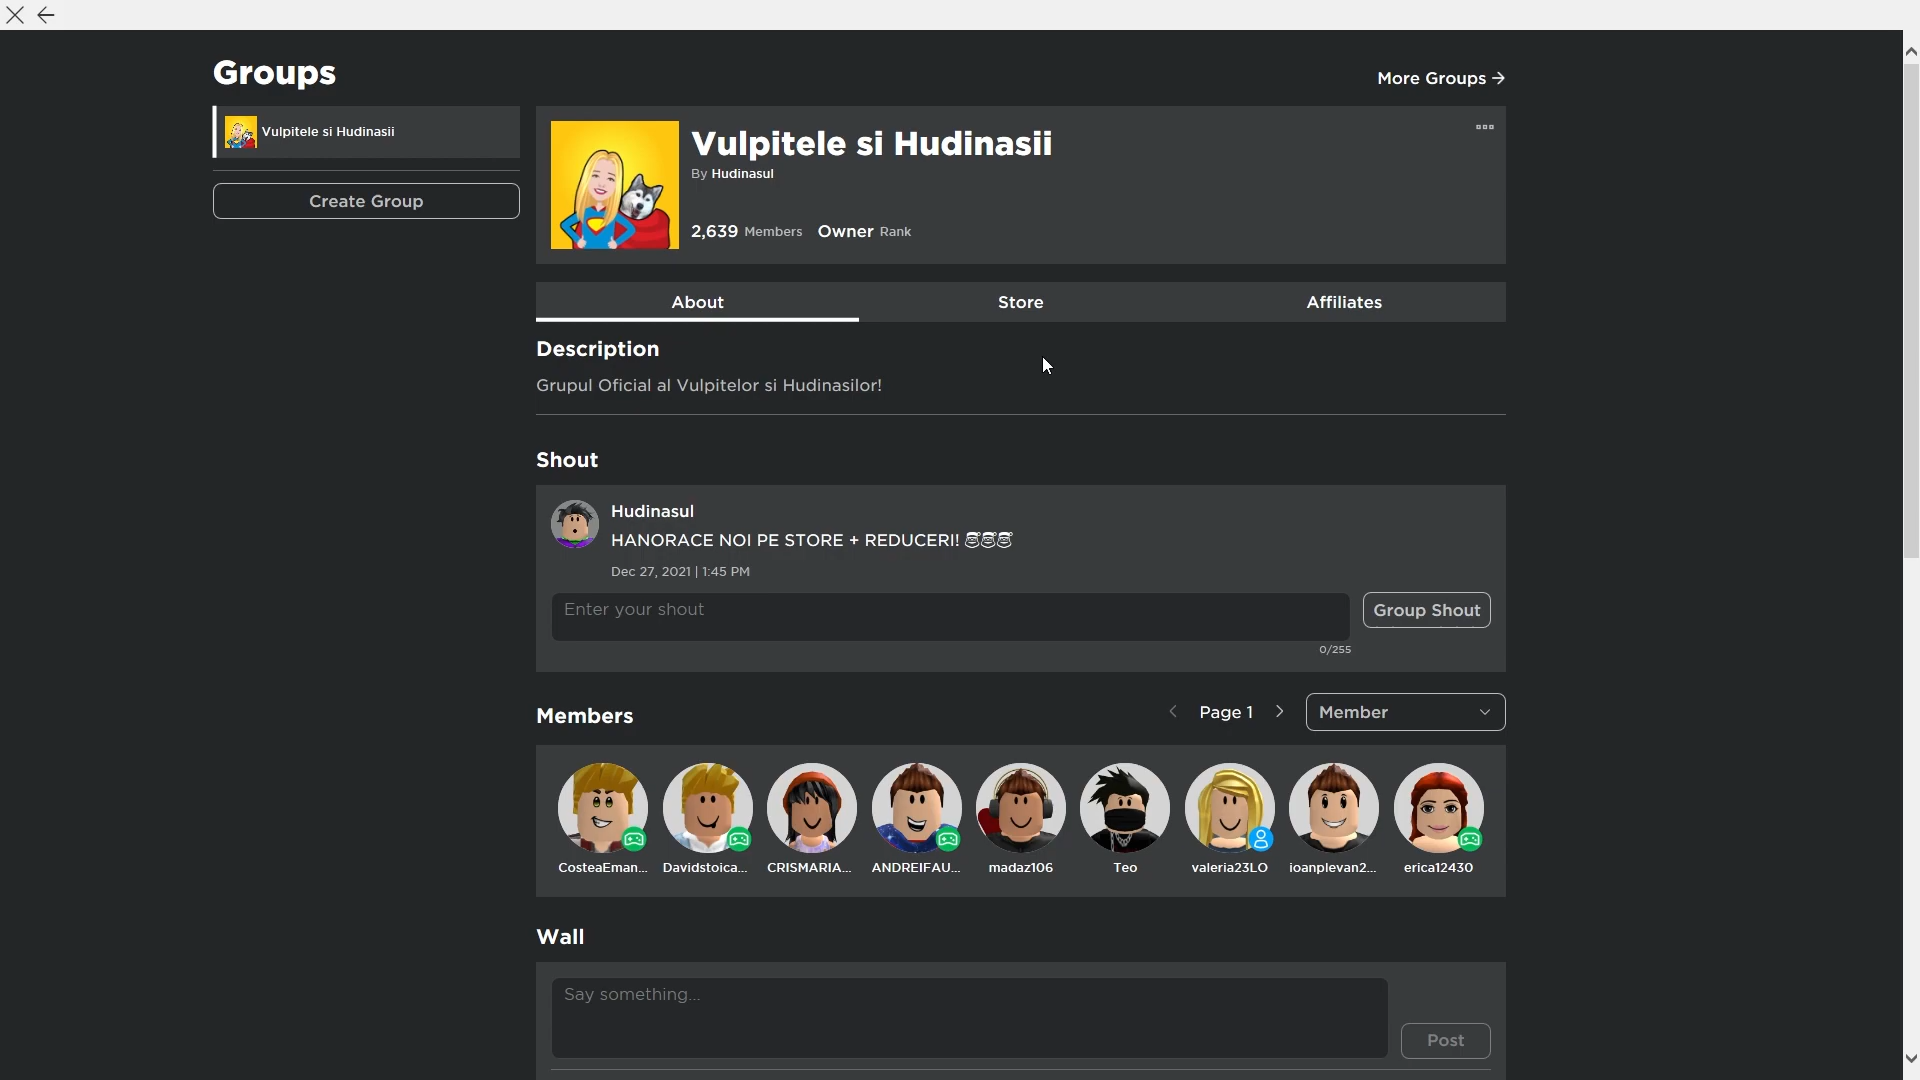 Groups
More Groups →
Vulpitele si Hudinasii
Create Group
Vulpitele si Hudinasii
By Hudinasul
2,639 Members Owner Rank
About Store Affiliates
Description
Grupul Oficial al Vulpitelor si Hudinasilor!
Shout
Hudinasul
HANORACE NOI PE STORE + REDUCERI!
Dec 27, 2021 | 1:45 PM
Enter your shout
Group Shout
0/255
Members
Page 1
Member
CosteaEman... Davidstoica... CRISMARIA... ANDREIFAU... madaz106 Teo valeria23LO ioanplevan2... erica12430
Wall
Say something...
Post